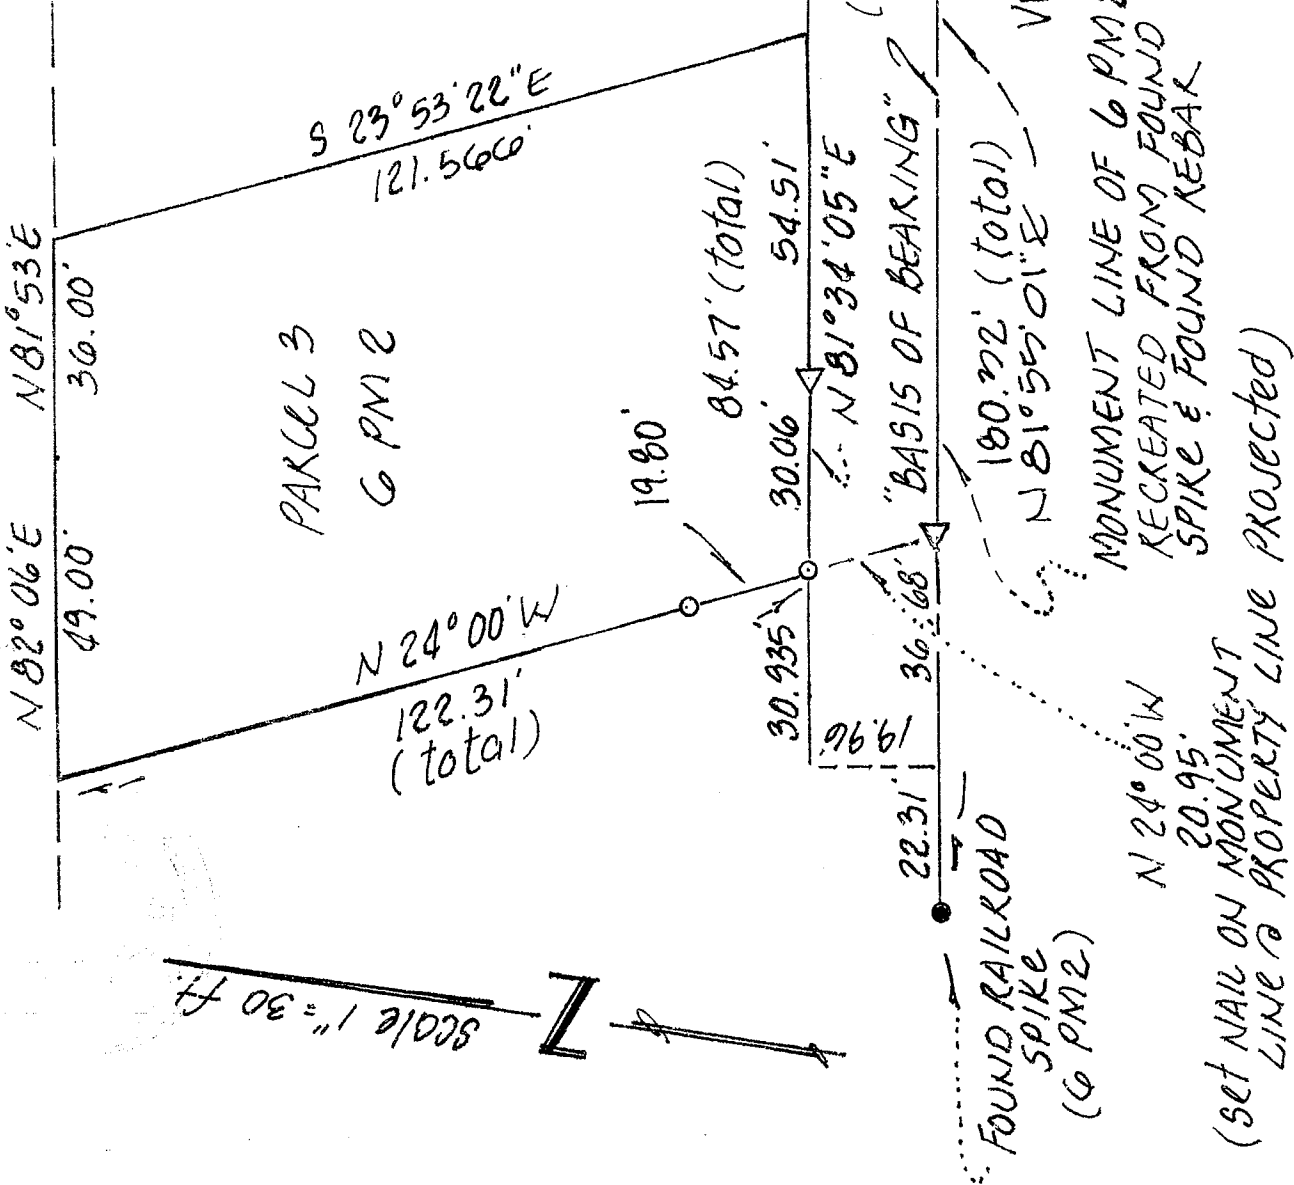 N 82° 06' E
49.00'
N 81° 53' E
36.00'
S 23° 53' 22" E
121.566'
PARCEL 3
6 PM 2
N 24° 00' W
122.31'
(total)
19.80'
84.57' (total)
30.06'
54.51'
N 81° 34' 05" E
"BASIS OF BEARING"
30.935'
19.96'
36.68'
22.31'
180.72' (total)
N 81° 55' 01" E
MONUMENT LINE OF 6 PM 2
RECREATED FROM FOUND
SPIKE & FOUND REBAR
FOUND RAILROAD
SPIKE
(6 PM 2)
N 24° 00' W
20.95'
(set NAIL ON MONUMENT
LINE @ PROPERTY LINE PROJECTED)
Scale 1" = 30 ft.
N